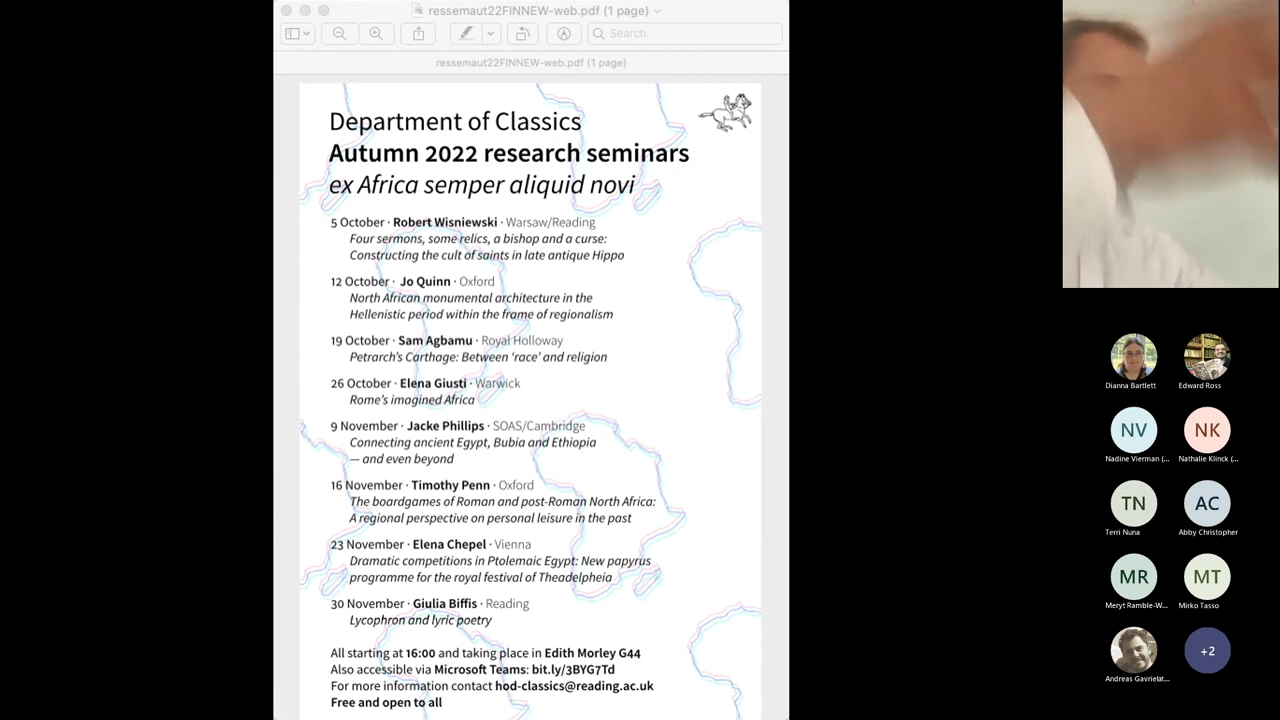 ressemaut22FINNEW-web.pdf (1 page)
Search
ressemaut22FINNEW-web.pdf (1 page)
Department of Classics
Autumn 2022 research seminars
ex Africa semper aliquid novi
5 October · Robert Wisniewski · Warsaw/Reading
Four sermons, some relics, a bishop and a curse:
Constructing the cult of saints in late antique Hippo
12 October · Jo Quinn · Oxford
North African monumental architecture in the
Hellenistic period within the frame of regionalism
19 October · Sam Agbamu · Royal Holloway
Petrarch’s Carthage: Between ‘race’ and religion
26 October · Elena Giusti · Warwick
Rome’s imagined Africa
9 November · Jacke Phillips · SOAS/Cambridge
Connecting ancient Egypt, Bubia and Ethiopia
— and even beyond
16 November · Timothy Penn · Oxford
The boardgames of Roman and post-Roman North Africa:
A regional perspective on personal leisure in the past
23 November · Elena Chepel · Vienna
Dramatic competitions in Ptolemaic Egypt: New papyrus
programme for the royal festival of Theadelpheia
30 November · Giulia Biffis · Reading
Lycophron and lyric poetry
All starting at 16:00 and taking place in Edith Morley G44
Also accessible via Microsoft Teams: bit.ly/3BYG7Td
For more information contact hod-classics@reading.ac.uk
Free and open to all
Dianna Bartlett
Edward Ross
NV
NK
Nadine Vierman (...
Nathalie Klinck (...
TN
AC
Terri Nuna
Abby Christopher
MR
MT
Meryt Ramble-W...
Mirko Tasso
+2
Andreas Gavrielat...